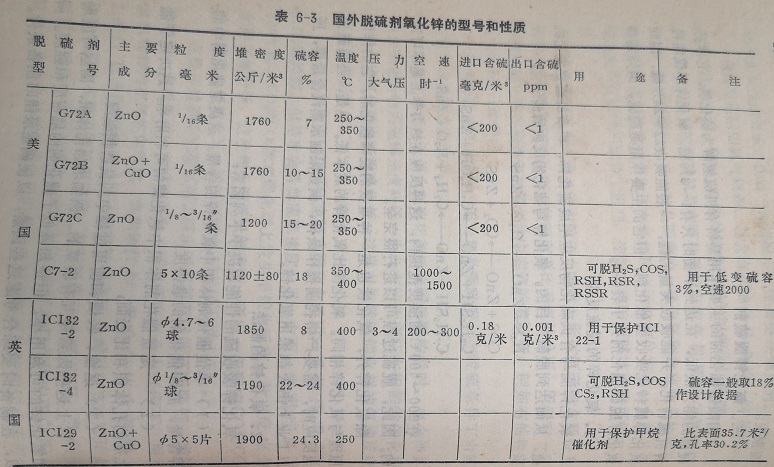 表 6-3 国外脱硫剂氧化锌的型号和性质
脱硫剂型号 主要成分 粒度毫米 堆密度公斤/米³ 硫容% 温度℃ 压力大气压 空速时⁻¹ 进口含硫毫克/米³ 出口含硫ppm 用途 备注
美国
G72A ZnO ¹/₁₆条 1760 7 250～350 <200 <1
G72B ZnO+CuO ¹/₁₆条 1760 10～15 250～350 <200 <1
G72C ZnO ¹/₈～³/₁₆″条 1200 15～20 250～350 <200 <1
C7-2 ZnO 5×10条 1120±80 18 350～400 1000～1500 可脱H₂S,COS,RSH,RSR,RSSR 用于低变硫容3%,空速2000
英国
ICI32-2 ZnO φ4.7～6球 1850 8 400 3～4 200～300 0.18克/米 0.001克/米³ 用于保护ICI22-1
ICI32-4 ZnO φ¹/₈～³/₁₆″球 1190 22～24 400 可脱H₂S,COS CS₂,RSH 硫容一般取18%作设计依据
ICI29-2 ZnO+CuO φ5×5片 1900 24.3 250 用于保护甲烷催化剂 比表面35.7米²/克,孔率30.2%